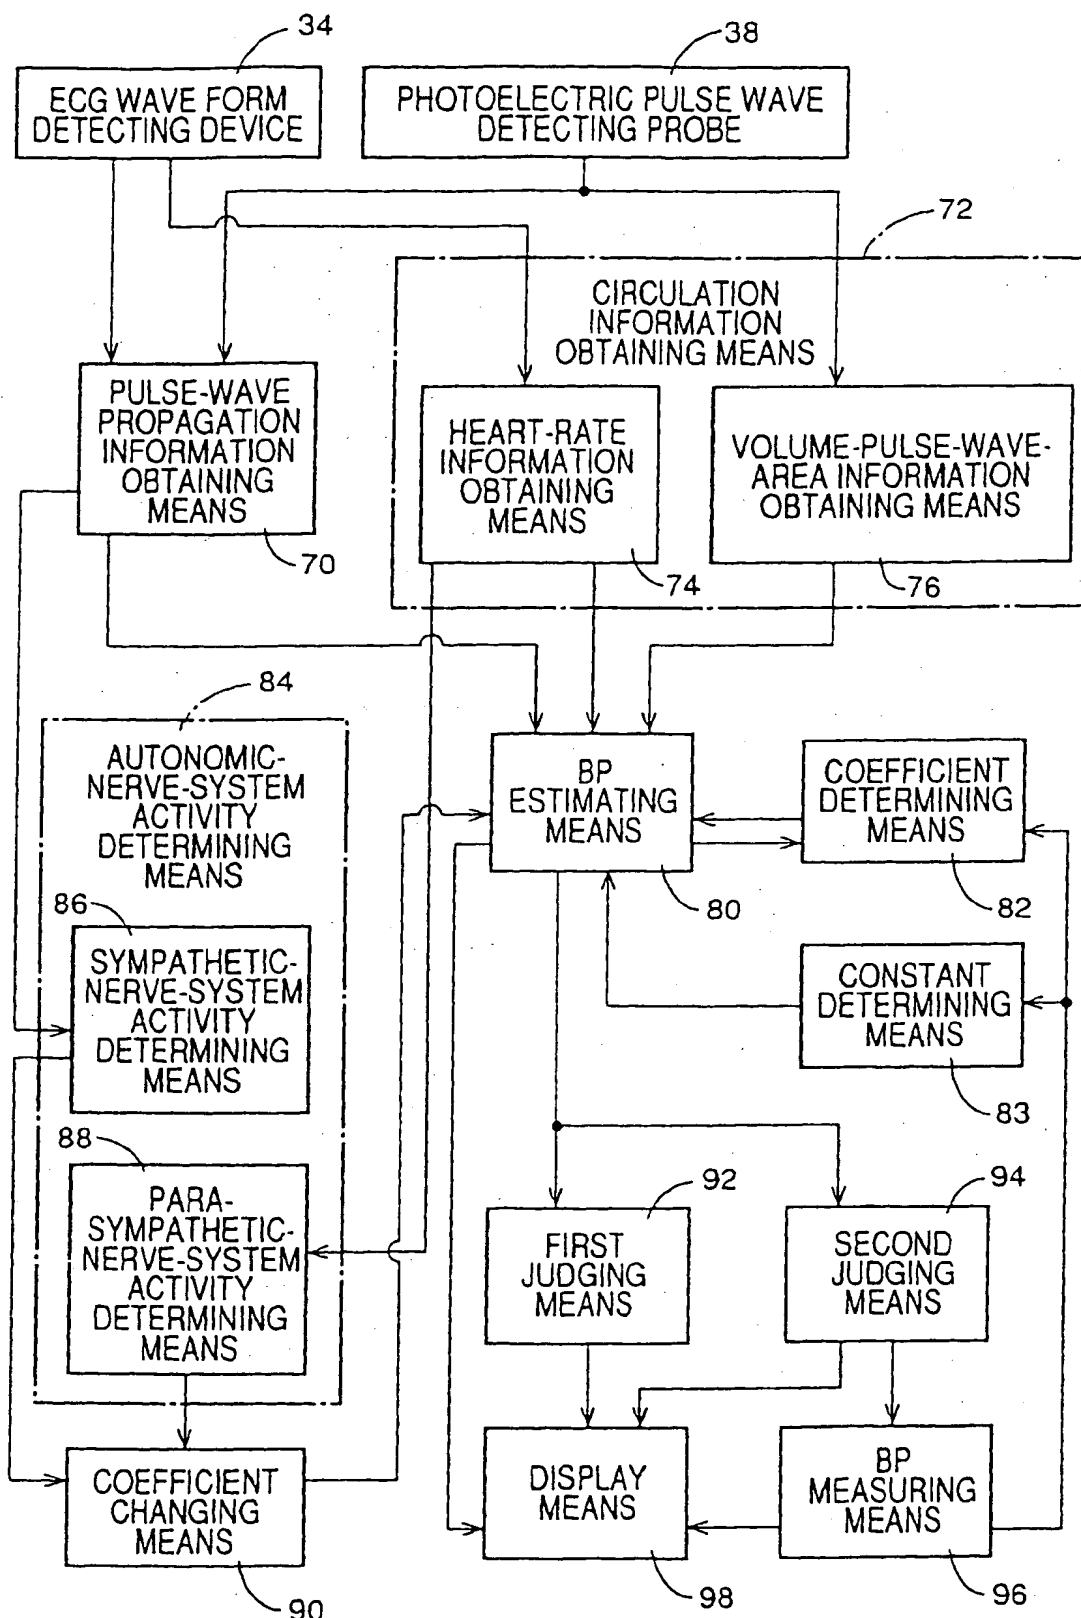 34
38
ECG WAVE FORM
DETECTING DEVICE
PHOTOELECTRIC PULSE WAVE
DETECTING PROBE
72
CIRCULATION
INFORMATION
OBTAINING MEANS
PULSE-WAVE
PROPAGATION
INFORMATION
OBTAINING
MEANS
70
HEART-RATE
INFORMATION
OBTAINING
MEANS
74
VOLUME-PULSE-WAVE-
AREA INFORMATION
OBTAINING MEANS
76
84
AUTONOMIC-
NERVE-SYSTEM
ACTIVITY
DETERMINING
MEANS
BP
ESTIMATING
MEANS
80
COEFFICIENT
DETERMINING
MEANS
82
86
SYMPATHETIC-
NERVE-SYSTEM
ACTIVITY
DETERMINING
MEANS
CONSTANT
DETERMINING
MEANS
83
88
PARA-
SYMPATHETIC-
NERVE-SYSTEM
ACTIVITY
DETERMINING
MEANS
92
FIRST
JUDGING
MEANS
94
SECOND
JUDGING
MEANS
COEFFICIENT
CHANGING
MEANS
90
DISPLAY
MEANS
98
BP
MEASURING
MEANS
96